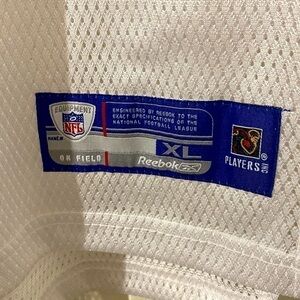 EQUIPMENT
NFL
ENGINEERED BY REEBOK TO THE
EXACT SPECIFICATIONS OF THE
NATIONAL FOOTBALL LEAGUE
XL
ON FIELD
Reebok
PLAYERS INC